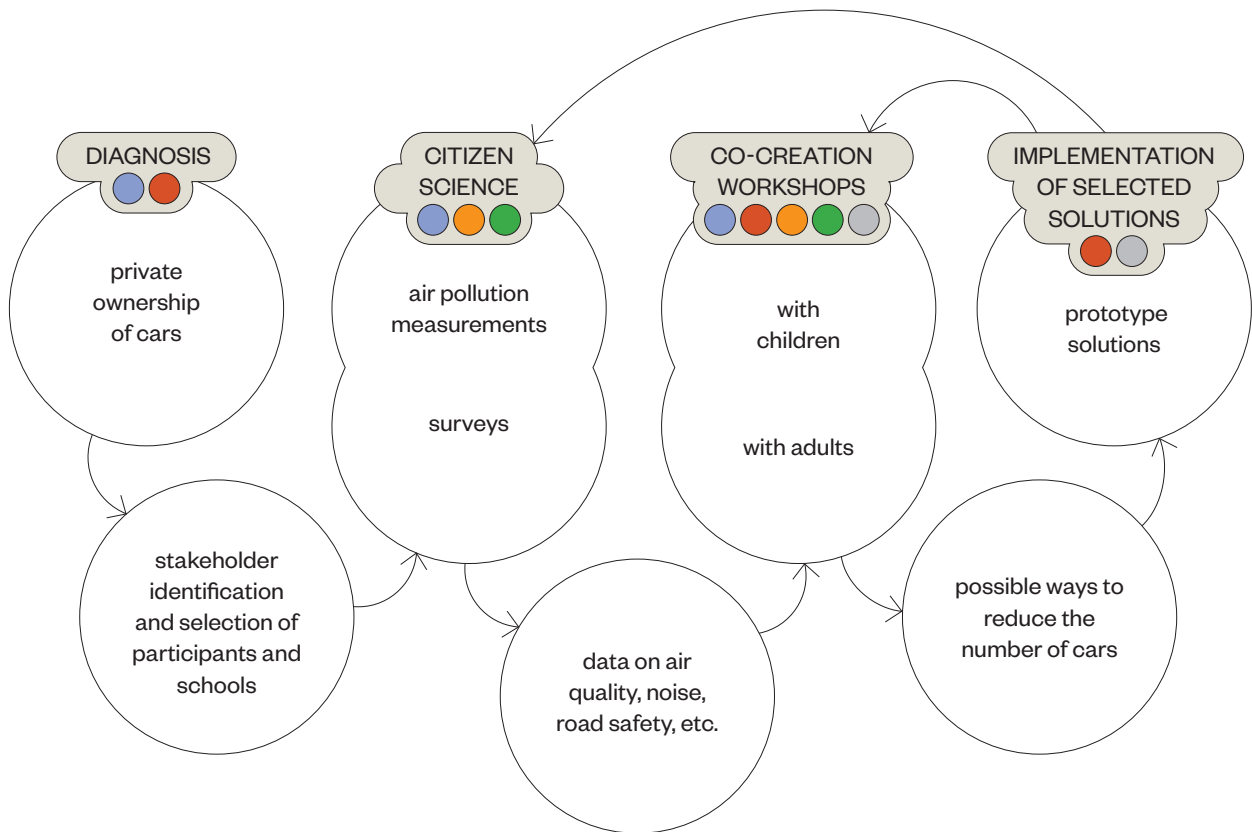 DIAGNOSIS
private
ownership
of cars
stakeholder
identification
and selection of
participants and
schools
CITIZEN
SCIENCE
air pollution
measurements
surveys
data on air
quality, noise,
road safety, etc.
CO-CREATION
WORKSHOPS
with
children
with adults
possible ways to
reduce the
number of cars
IMPLEMENTATION
OF SELECTED
SOLUTIONS
prototype
solutions